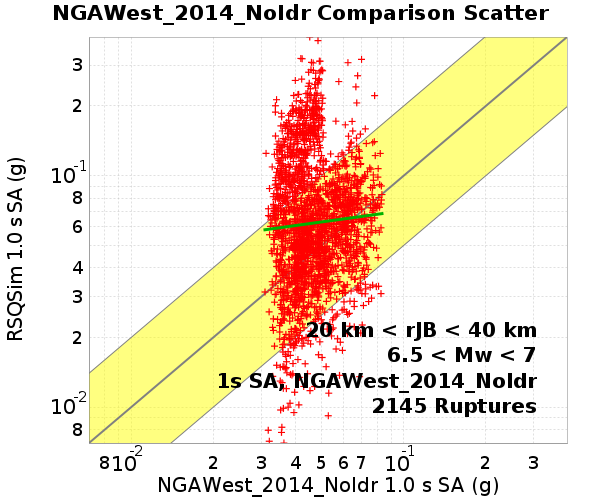 NGAWest_2014_NoIdr Comparison Scatter
RSQSim 1.0 s SA (g)
3
2
10-1
8
6
4
3
2
10-2
8
20 km < rJB < 40 km
6.5 < Mw < 7
1s SA, NGAWest_2014_NoIdr
2145 Ruptures
8 10-2 2 3 4 5 6 7 10-1 2 3
NGAWest_2014_NoIdr 1.0 s SA (g)